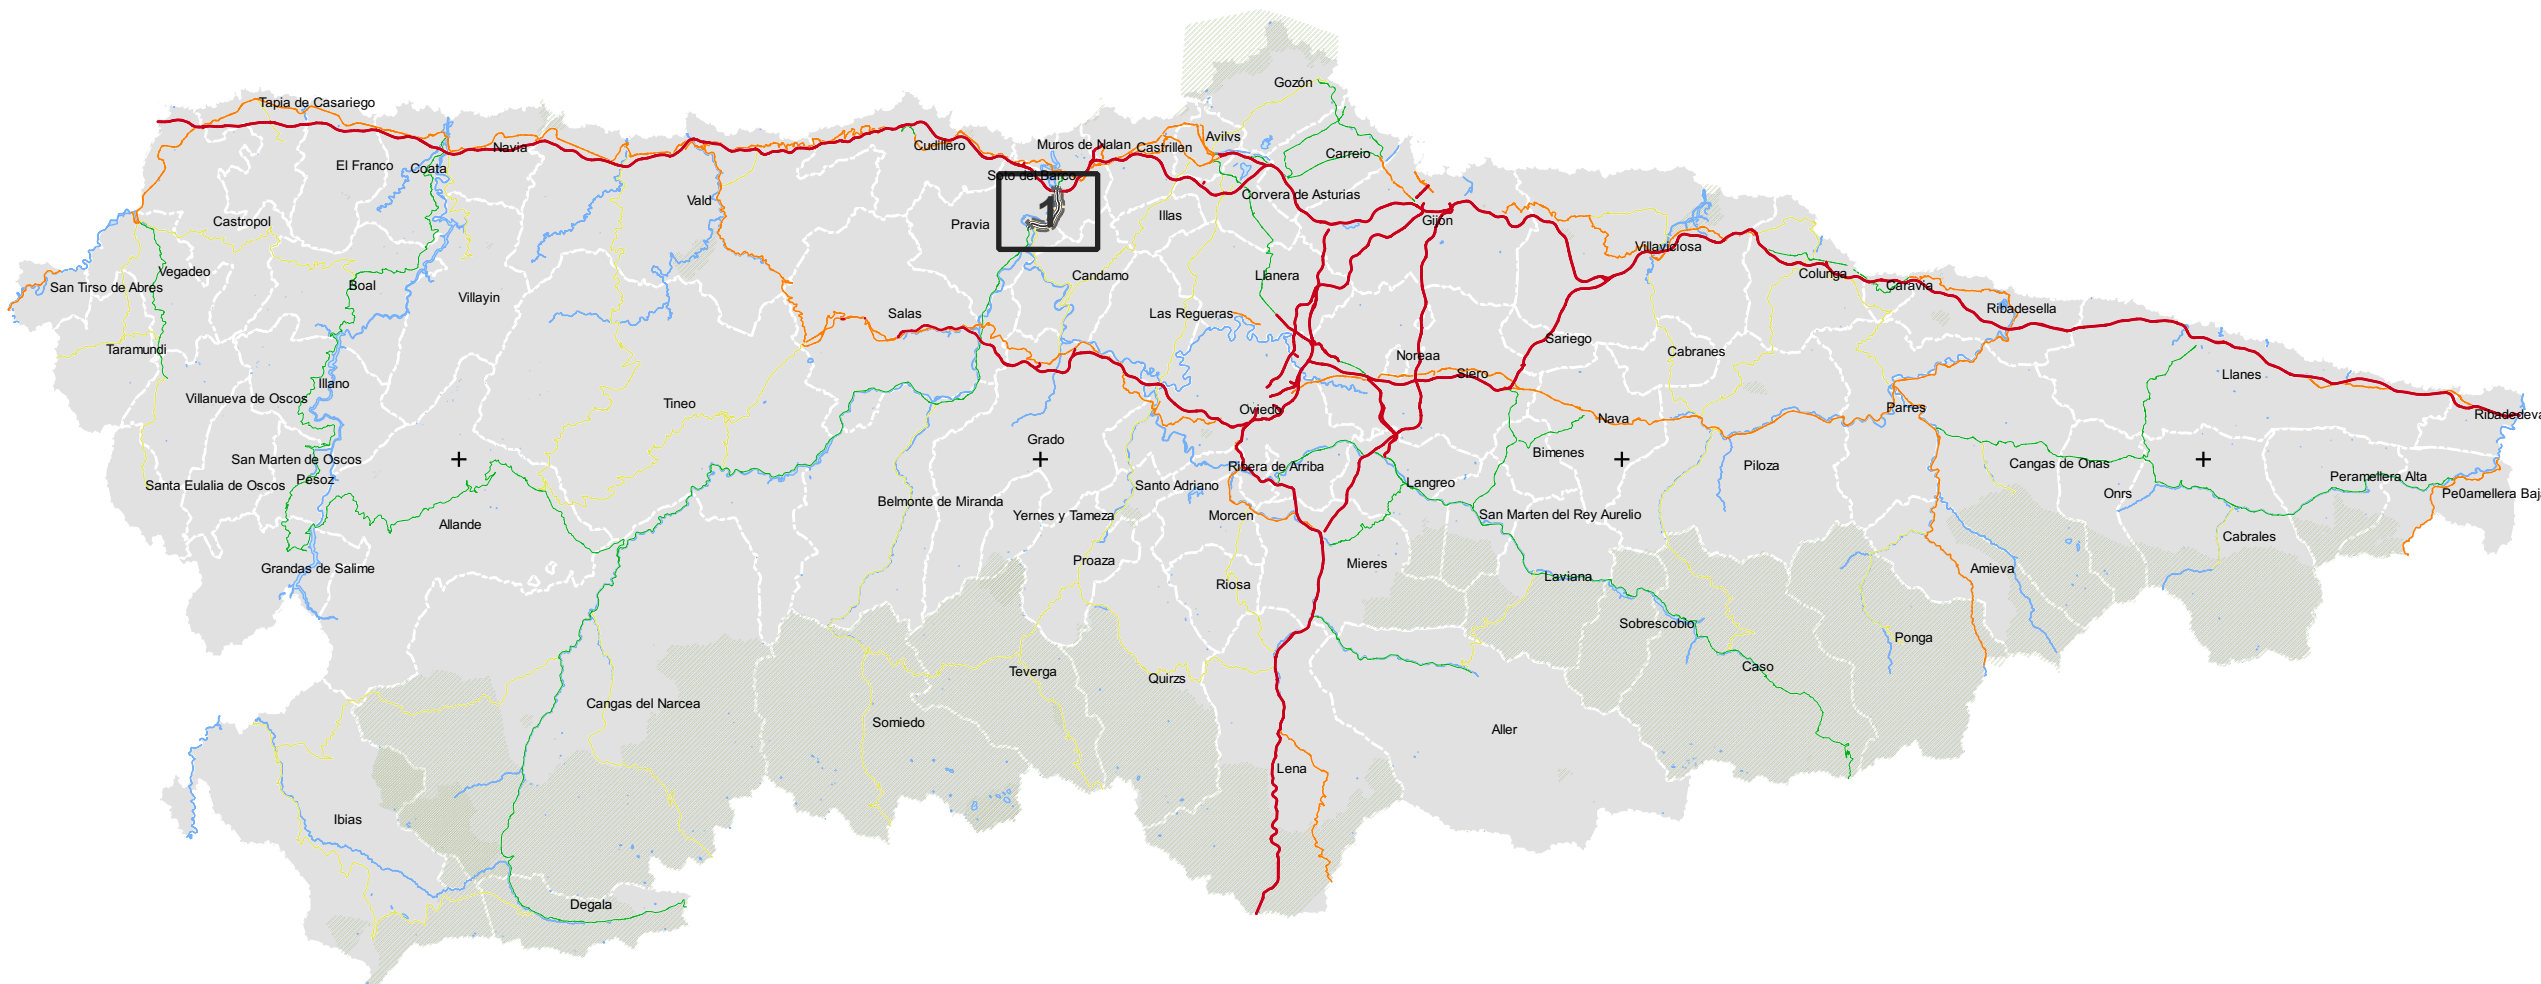 Gozón
Tapia de Casariego
Avilvs
Muros de Nalan
Castrillen
Cudillero
Navia
Carreio
El Franco
Coata
Soto del Barco
Corvera de Asturias
Vald
1
Illas
Castropol
Pravia
Gijon
Villaviciosa
Vegadeo
Candamo
Llanera
Colunga
San Tirso de Abres
Boal
Caravia
Villayin
Ribadesella
Salas
Las Regueras
Sariego
Taramundi
Noreaa
Cabranes
Siero
Llanes
Illano
Villanueva de Oscos
Tineo
Oviedo
Parres
Ribadedeva
Nava
Grado
Bimenes
San Marten de Oscos
Ribera de Arriba
Piloza
Cangas de Onas
Pesoz
Santa Eulalia de Oscos
Santo Adriano
Langreo
Peramellera Alta
Onrs
Pe0amellera Baj
Belmonte de Miranda
Yernes y Tameza
Morcen
San Marten del Rey Aurelio
Allande
Cabrales
Proaza
Mieres
Grandas de Salime
Amieva
Laviana
Riosa
Sobrescobio
Ponga
Teverga
Caso
Quirzs
Cangas del Narcea
Somiedo
Aller
Lena
Ibias
Degala